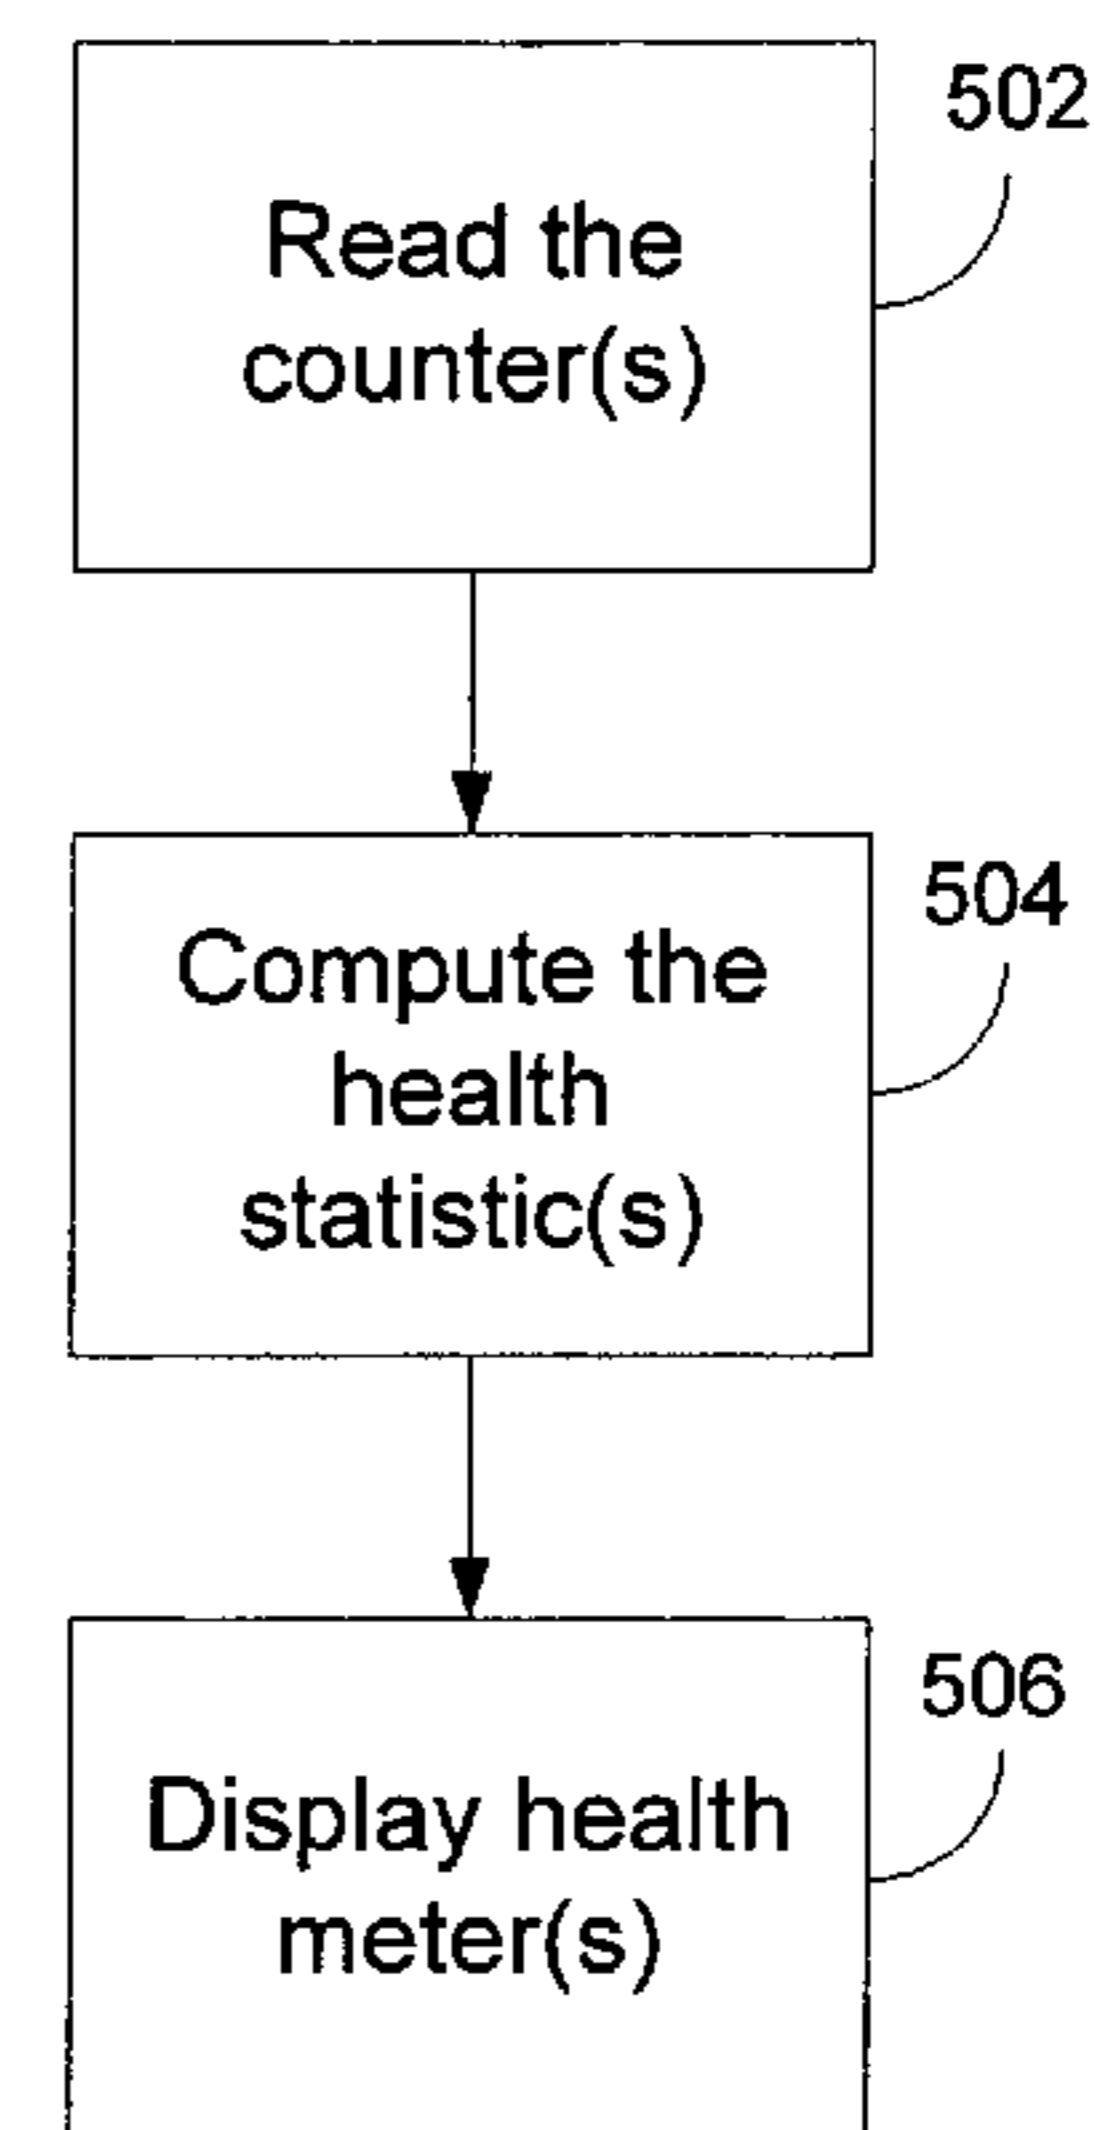 502
Read the
counter(s)
504
Compute the
health
statistic(s)
506
Display health
meter(s)